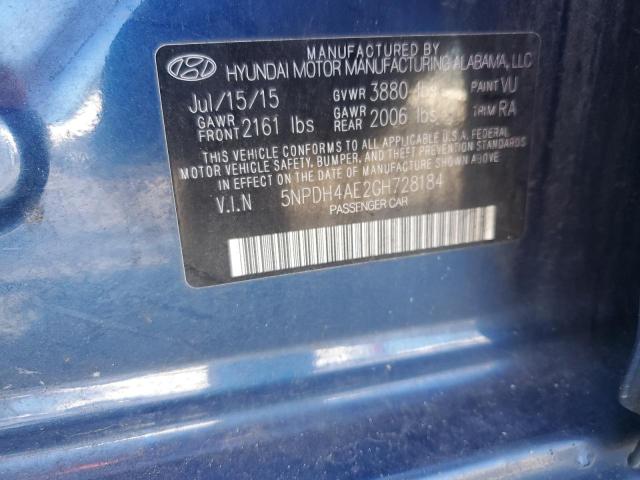 MANUFACTURED BY
HYUNDAI MOTOR MANUFACTURING ALABAMA, LLC
Jul/15/15 GVWR 3880 lbs PAINT VU
GAWR FRONT 2161 lbs GAWR REAR 2006 lbs TRIM RA
THIS VEHICLE CONFORMS TO ALL APPLICABLE U.S.A. FEDERAL
MOTOR VEHICLE SAFETY, BUMPER, AND THEFT PREVENTION STANDARDS
IN EFFECT ON THE DATE OF MANUFACTURE SHOWN ABOVE.
V.I.N 5NPDH4AE2GH728184
PASSENGER CAR